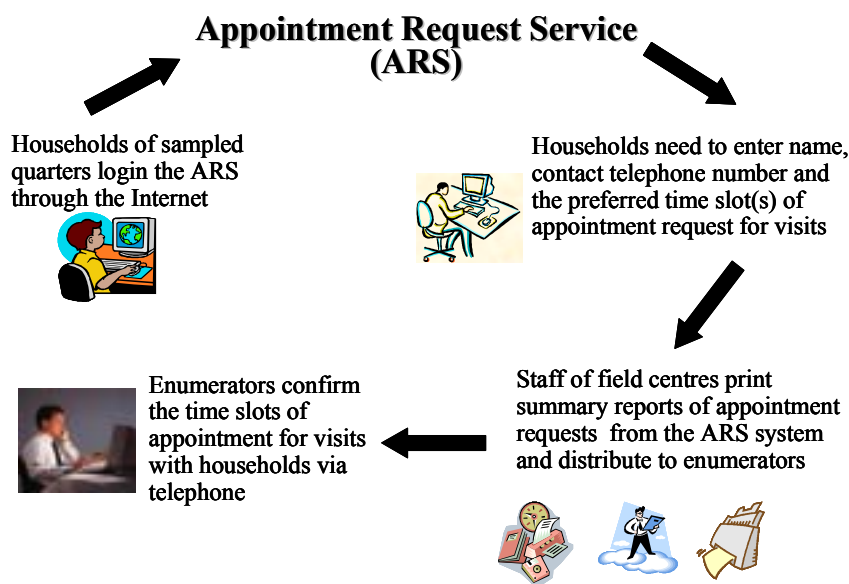 Appointment Request Service
(ARS)
Households of sampled
quarters login the ARS
through the Internet
Households need to enter name,
contact telephone number and
the preferred time slot(s) of
appointment request for visits
Staff of field centres print
summary reports of appointment
requests  from the ARS system
and distribute to enumerators
Enumerators confirm
the time slots of
appointment for visits
with households via
telephone